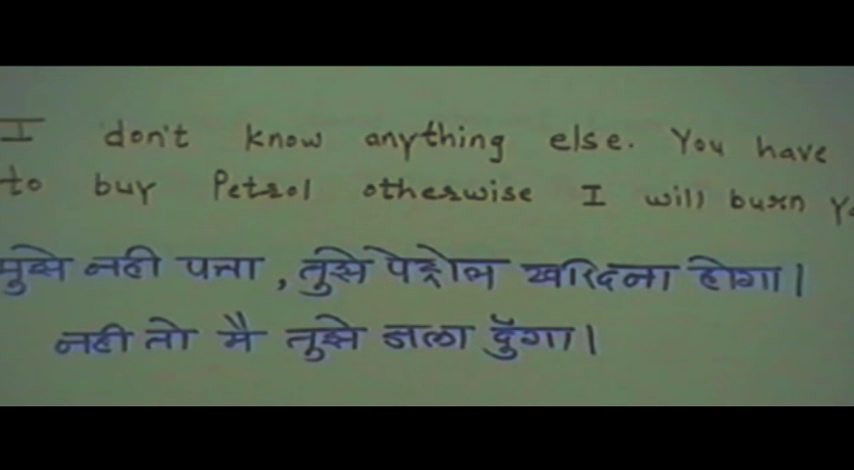 I don't know anything else. You have
to buy Petrol otherwise I will burn
मुझे नही पत्ता , तुझे पेट्रोल खरिदना होगा।
नही तो मै तुझे जला दुँगा।